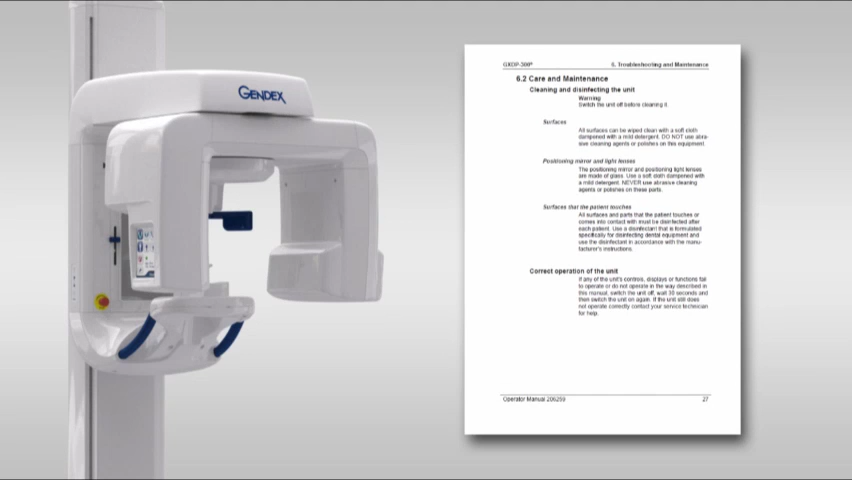 GENDEX
GXDP-300™ 6. Troubleshooting and Maintenance
6.2 Care and Maintenance
Cleaning and disinfecting the unit
Warning
Switch the unit off before cleaning it.
Surfaces
All surfaces can be wiped clean with a soft cloth
dampened with a mild detergent. DO NOT use abra-
sive cleaning agents or polishes on this equipment.
Positioning mirror and light lenses
The positioning mirror and positioning light lenses
are made of glass. Use a soft cloth dampened with
a mild detergent. NEVER use abrasive cleaning
agents or polishes on these parts.
Surfaces that the patient touches
All surfaces and parts that the patient touches or
comes into contact with must be disinfected after
each patient. Use a disinfectant that is formulated
specifically for disinfecting dental equipment and
use the disinfectant in accordance with the manu-
facturer's instructions.
Correct operation of the unit
If any of the unit's controls, displays or functions fail
to operate or do not operate in the way described in
this manual, switch the unit off, wait 30 seconds and
then switch the unit on again. If the unit still does
not operate correctly contact your service technician
for help.
Operator Manual 206259 27